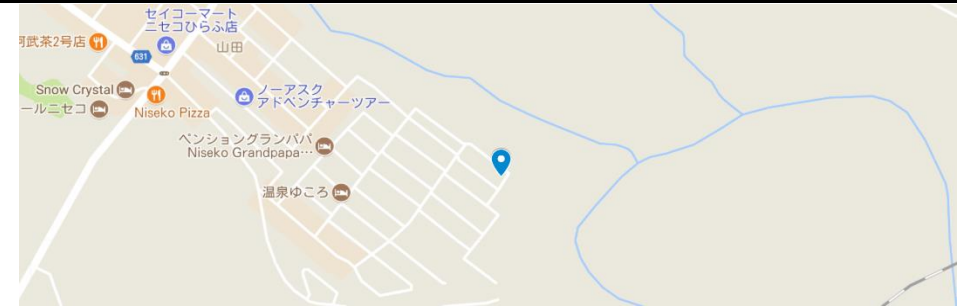 セイコーマート
ニセコひらふ店
阿武茶2号店
山田
631
Snow Crystal
ールニセコ
Niseko Pizza
ノーアスク
アドベンチャーツアー
ペンショングランパパ
Niseko Grandpapa…
温泉ゆころ